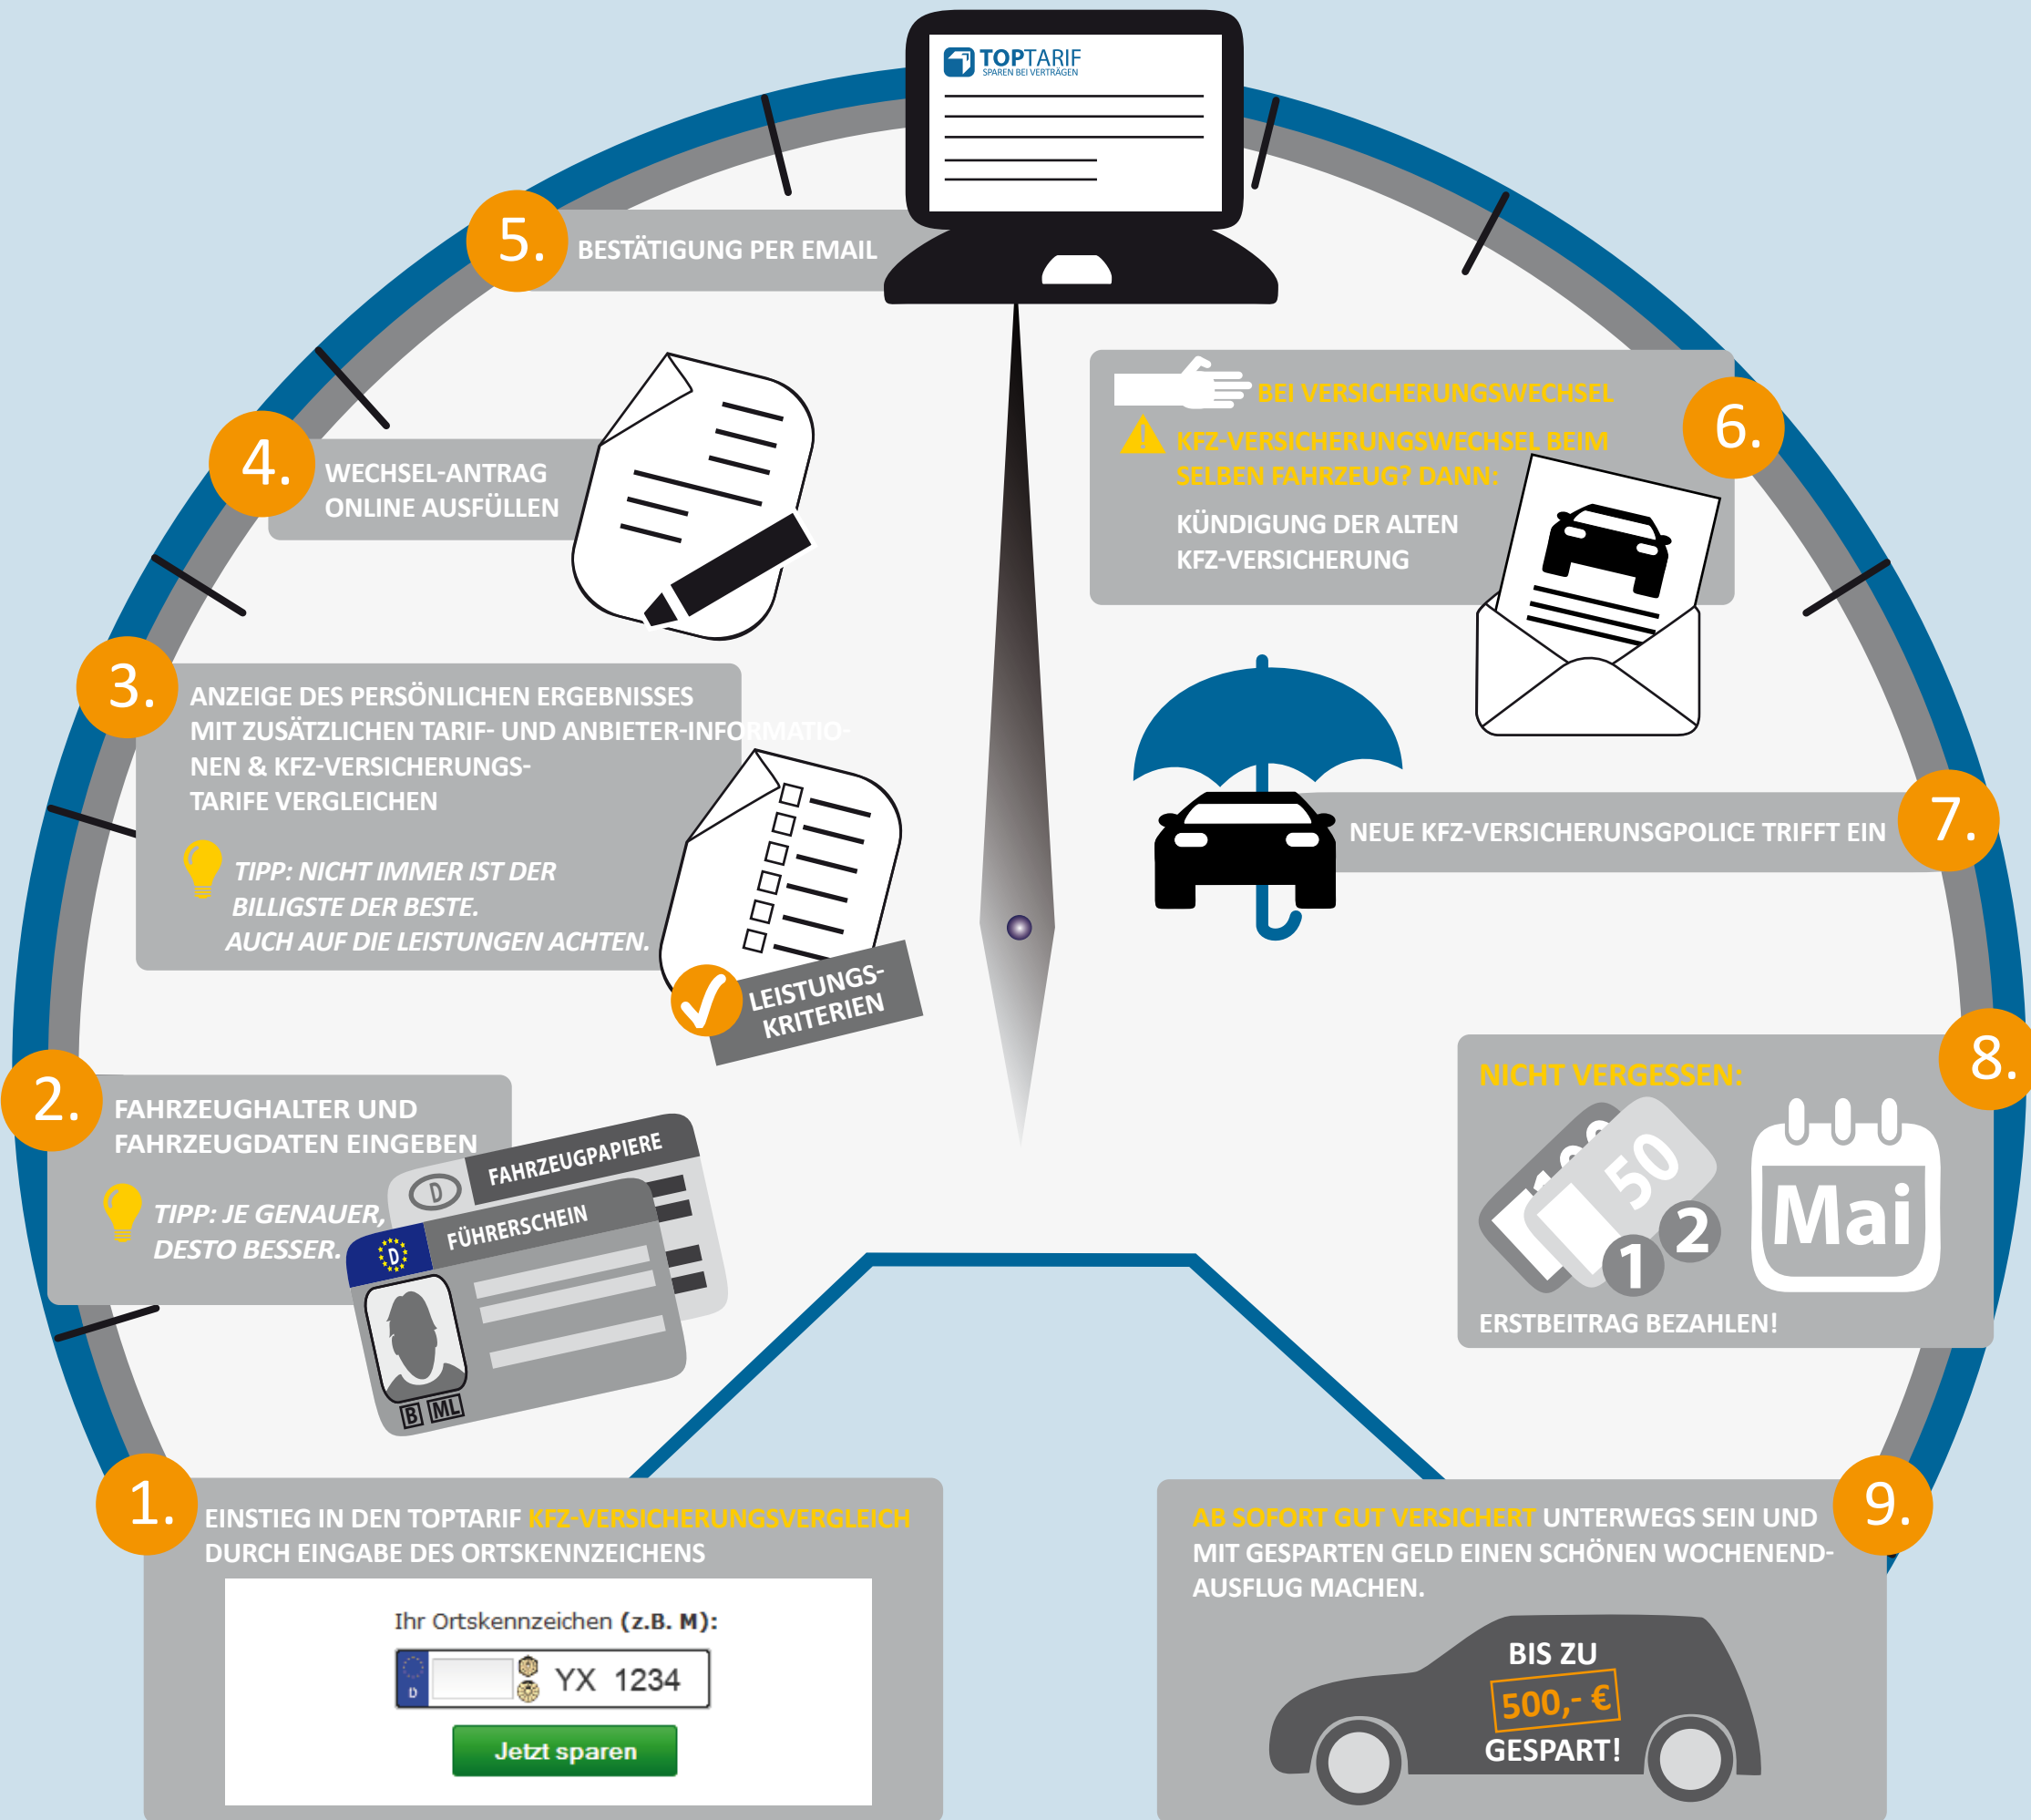 TOPTARIF
SPAREN BEI VERTRÄGEN
5.
BESTÄTIGUNG PER EMAIL
4.
WECHSEL-ANTRAG
ONLINE AUSFÜLLEN
3.
ANZEIGE DES PERSÖNLICHEN ERGEBNISSES
MIT ZUSÄTZLICHEN TARIF- UND ANBIETER-INFORMATIO-
NEN & KFZ-VERSICHERUNGS-
TARIFE VERGLEICHEN
TIPP: NICHT IMMER IST DER
BILLIGSTE DER BESTE.
AUCH AUF DIE LEISTUNGEN ACHTEN.
LEISTUNGS-
KRITERIEN
2.
FAHRZEUGHALTER UND
FAHRZEUGDATEN EINGEBEN
TIPP: JE GENAUER,
DESTO BESSER.
D
FAHRZEUGPAPIERE
D
FÜHRERSCHEIN
B ML
1.
EINSTIEG IN DEN TOPTARIF KFZ-VERSICHERUNGSVERGLEICH
DURCH EINGABE DES ORTSKENNZEICHENS
Ihr Ortskennzeichen (z.B. M):
D
YX 1234
Jetzt sparen
6.
BEI VERSICHERUNGSWECHSEL
! KFZ-VERSICHERUNGSWECHSEL BEIM
SELBEN FAHRZEUG? DANN:
KÜNDIGUNG DER ALTEN
KFZ-VERSICHERUNG
7.
NEUE KFZ-VERSICHERUNSGPOLICE TRIFFT EIN
8.
NICHT VERGESSEN:
50
1
2
Mai
ERSTBEITRAG BEZAHLEN!
9.
AB SOFORT GUT VERSICHERT UNTERWEGS SEIN UND
MIT GESPARTEN GELD EINEN SCHÖNEN WOCHENEND-
AUSFLUG MACHEN.
BIS ZU
500,- €
GESPART!